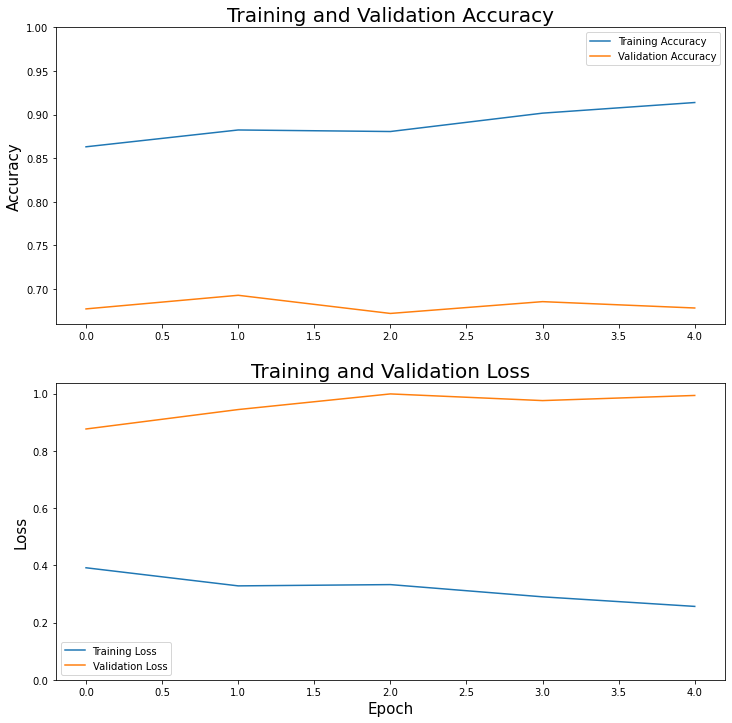 Training and Validation Accuracy
1.00
0.95
0.90
0.85
0.80
0.75
0.70
Accuracy
Training Accuracy
Validation Accuracy
0.0 0.5 1.0 1.5 2.0 2.5 3.0 3.5 4.0
Training and Validation Loss
1.0
0.8
0.6
0.4
0.2
0.0
Loss
Training Loss
Validation Loss
0.0 0.5 1.0 1.5 2.0 2.5 3.0 3.5 4.0
Epoch